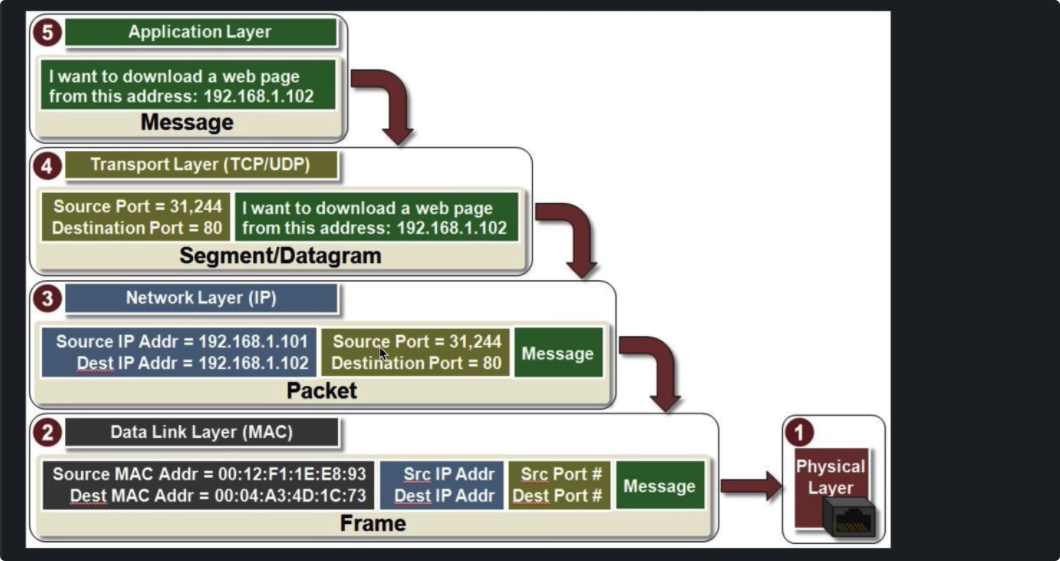 5
Application Layer
I want to download a web page
from this address: 192.168.1.102
Message
4
Transport Layer (TCP/UDP)
Source Port = 31,244
Destination Port = 80
I want to download a web page
from this address: 192.168.1.102
Segment/Datagram
3
Network Layer (IP)
Source IP Addr = 192.168.1.101
Dest IP Addr = 192.168.1.102
Source Port = 31,244
Destination Port = 80
Message
Packet
2
Data Link Layer (MAC)
Source MAC Addr = 00:12:F1:1E:E8:93
Dest MAC Addr = 00:04:A3:4D:1C:73
Src IP Addr
Dest IP Addr
Src Port #
Dest Port #
Message
Frame
1
Physical
Layer